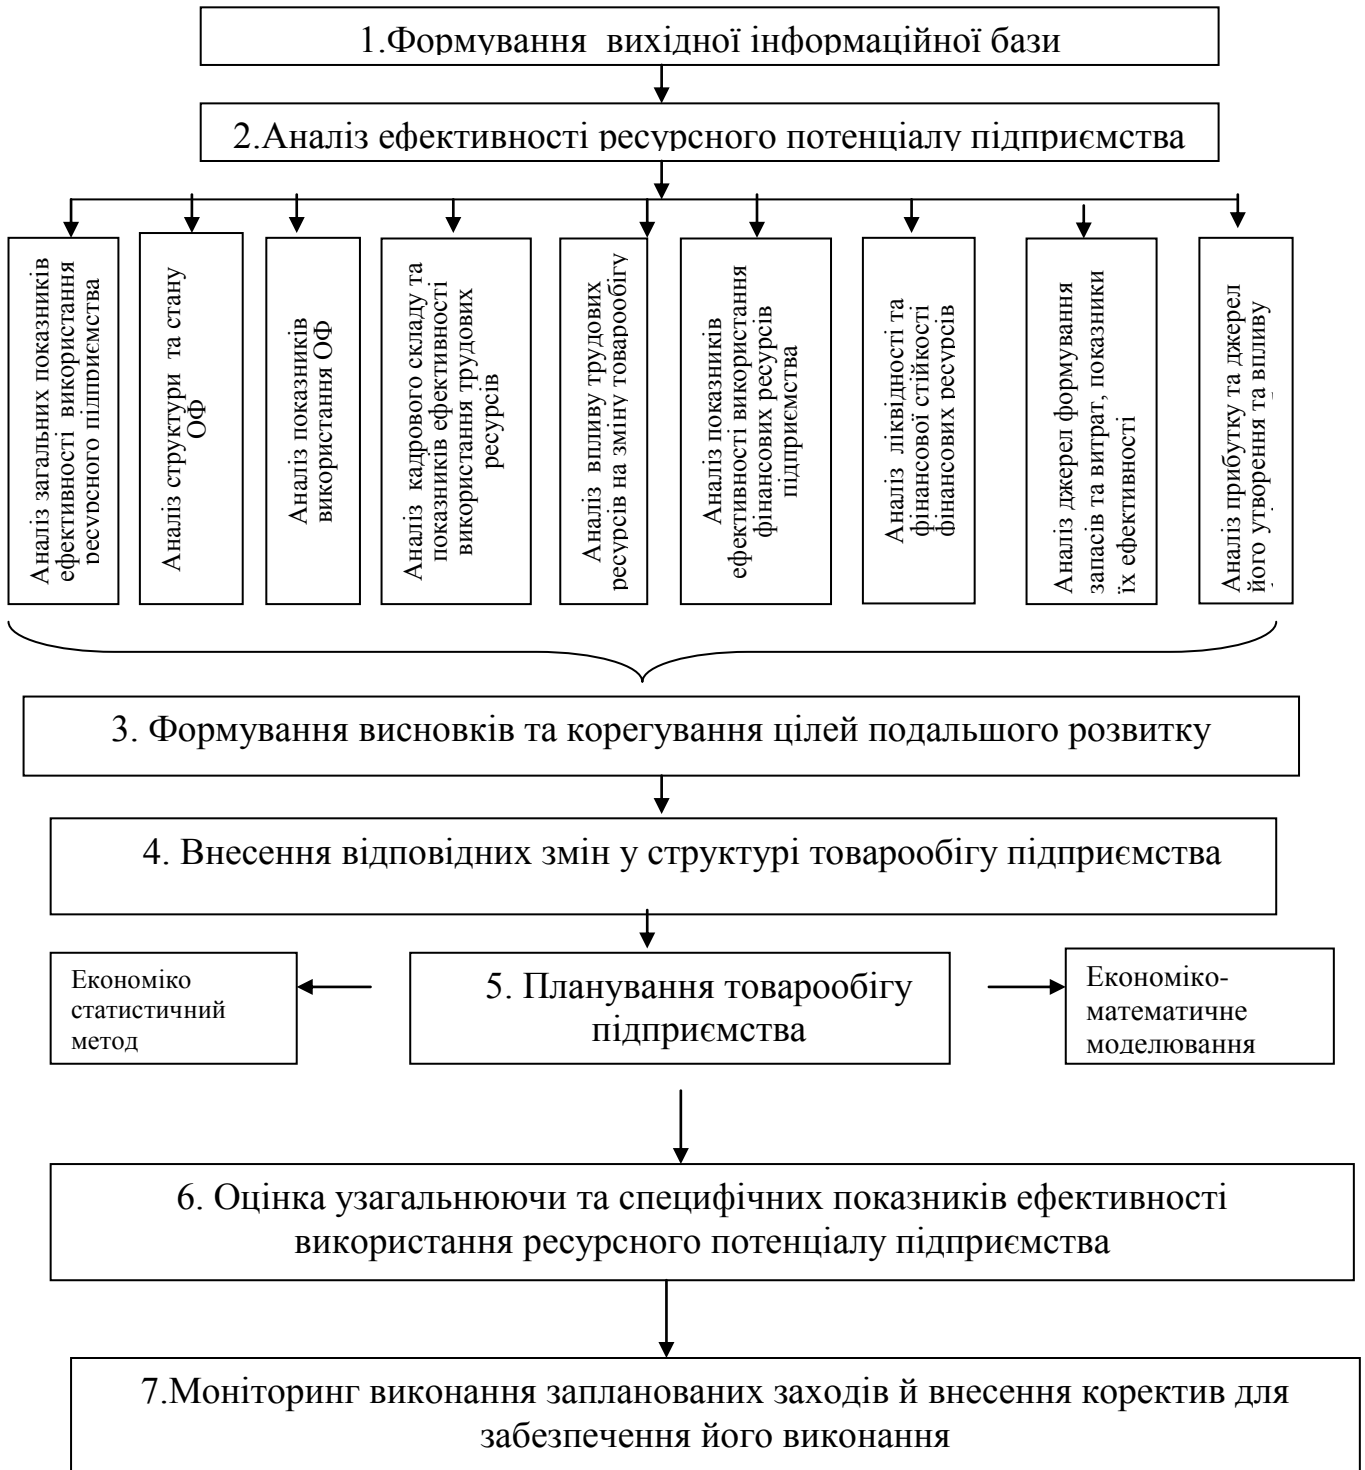 1.Формування вихідної інформаційної бази
2.Аналіз ефективності ресурсного потенціалу підприємства
Аналіз загальних показників
ефективності використання
ресурсного підприємства
Аналіз структури та стану
ОФ
Аналіз показників
використання ОФ
Аналіз кадрового складу та
показників ефективності
використання трудових
ресурсів
Аналіз впливу трудових
ресурсів на зміну товарообігу
Аналіз показників
ефективності використання
фінансових ресурсів
підприємства
Аналіз ліквідності та
фінансової стійкості
фінансових ресурсів
Аналіз джерел формування
запасів та витрат, показники
їх ефективності
Аналіз прибутку та джерел
його утворення та впливу
3. Формування висновків та корегування цілей подальшого розвитку
4. Внесення відповідних змін у структурі товарообігу підприємства
Економіко
статистичний
метод
5. Планування товарообігу
підприємства
Економіко-
математичне
моделювання
6. Оцінка узагальнюючи та специфічних показників ефективності
використання ресурсного потенціалу підприємства
7.Моніторинг виконання запланованих заходів й внесення коректив для
забезпечення його виконання